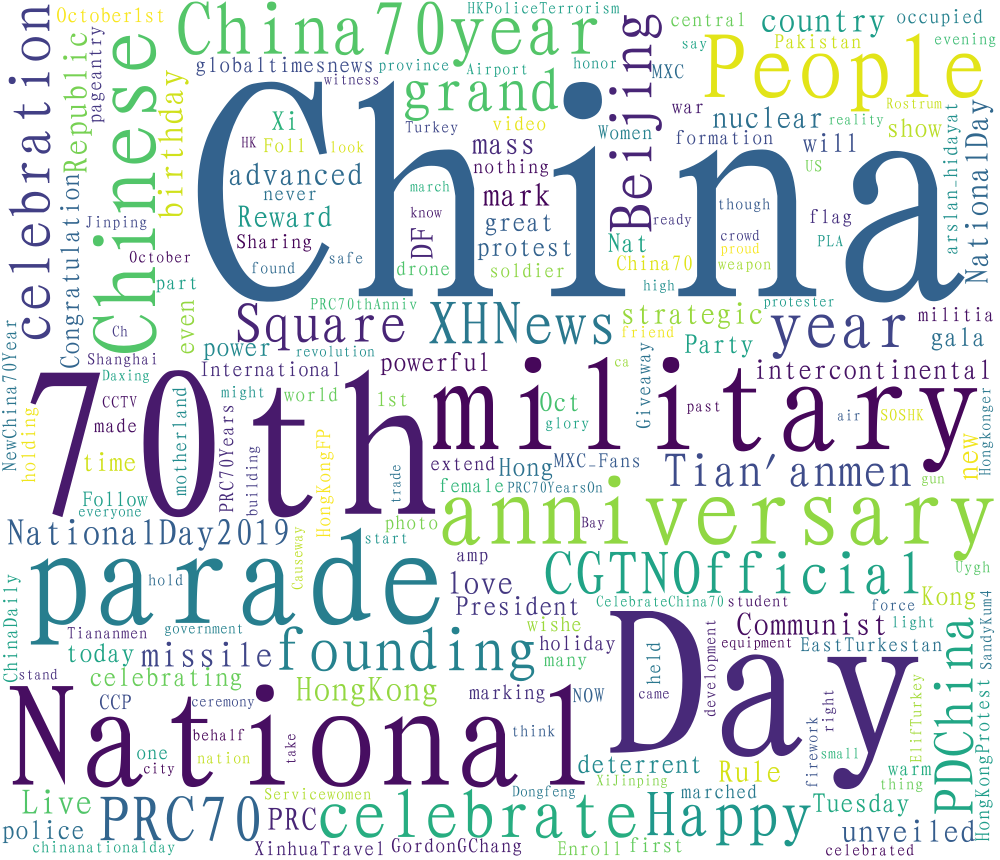 October1st
HKPoliceTerrorism
China70year
central
country
occupied
celebration
Chinese
pageantry
Republic
birthday
globaltimesnews
province
Airport
honor
witness
grand
Beijing
say
MXC
People
Pakistan
evening
Xi
HK
Foll
look
Turkey
video
mass
nothing
Women
war
formation
nuclear
will
Rostrum
reality
show
US
arslan_hidayat
NationalDay
China
advanced
never
Reward
Sharing
found
safe
march
know
DF
drone
mark
great
protest
soldier
Nat
China70
ready
though
crowd
proud
weapon
flag
PLA
high
Congratulation
Jinping
October
part
even
Ch
Shanghai
Daxing
PRC70thAnniv
Square
XHNews
strategic
friend
Party
protester
year
militia
gala
NewChina70Year
holding
power
revolution
International
powerful
intercontinental
CCTV
made
time
motherland
PRC70Years
might
building
world
HongKongFP
1st
trade
70th
military
ca
Oct
glory
Giveaway
past
air
SOSHK
Hongkonger
new
gun
Follow
everyone
extend
Hong
MXC_Fans
female
PRC70YearsOn
Tian'anmen
NationalDay2019
Causeway
photo
start
anniversary
Bay
parade
hold
amp
love
CGTNOfficial
Uygh
ChinaDaily
Tiananmen
government
President
CelebrateChina70
student
force
light
Kong
SandyKum4
today
missile
founding
wishe
holiday
many
held
came
development
Communist
equipment
EastTurkestan
stand
celebrating
CCP
ceremony
HongKong
marking
NOW
National
Day
behalf
nation
take
think
one
city
deterrent
XiJinping
Rule
firework
right
small
ElifTurkey
warm
thing
PDChina
HongKongProtest
Live
PRC70
Servicewomen
PRC
Dongfeng
celebrate
marched
Happy
Tuesday
unveiled
police
chinanationalday
XinhuaTravel
GordonGChang
Enroll
first
celebrated